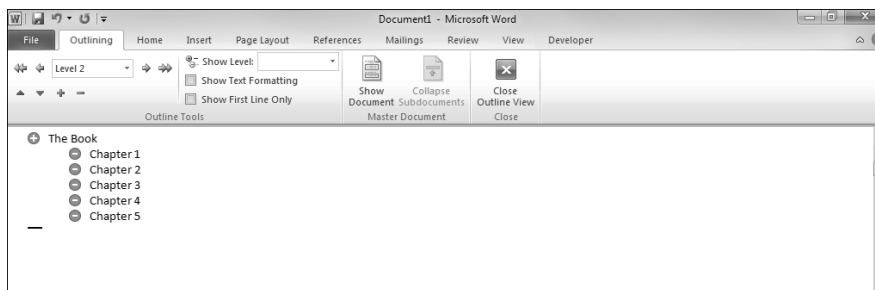 W
Document1 - Microsoft Word
File Outlining Home Insert Page Layout References Mailings Review View Developer
Level 2
Show Level:
Show Text Formatting
Show First Line Only
Show Document
Collapse Subdocuments
Close Outline View
Outline Tools
Master Document
Close
The Book
Chapter 1
Chapter 2
Chapter 3
Chapter 4
Chapter 5